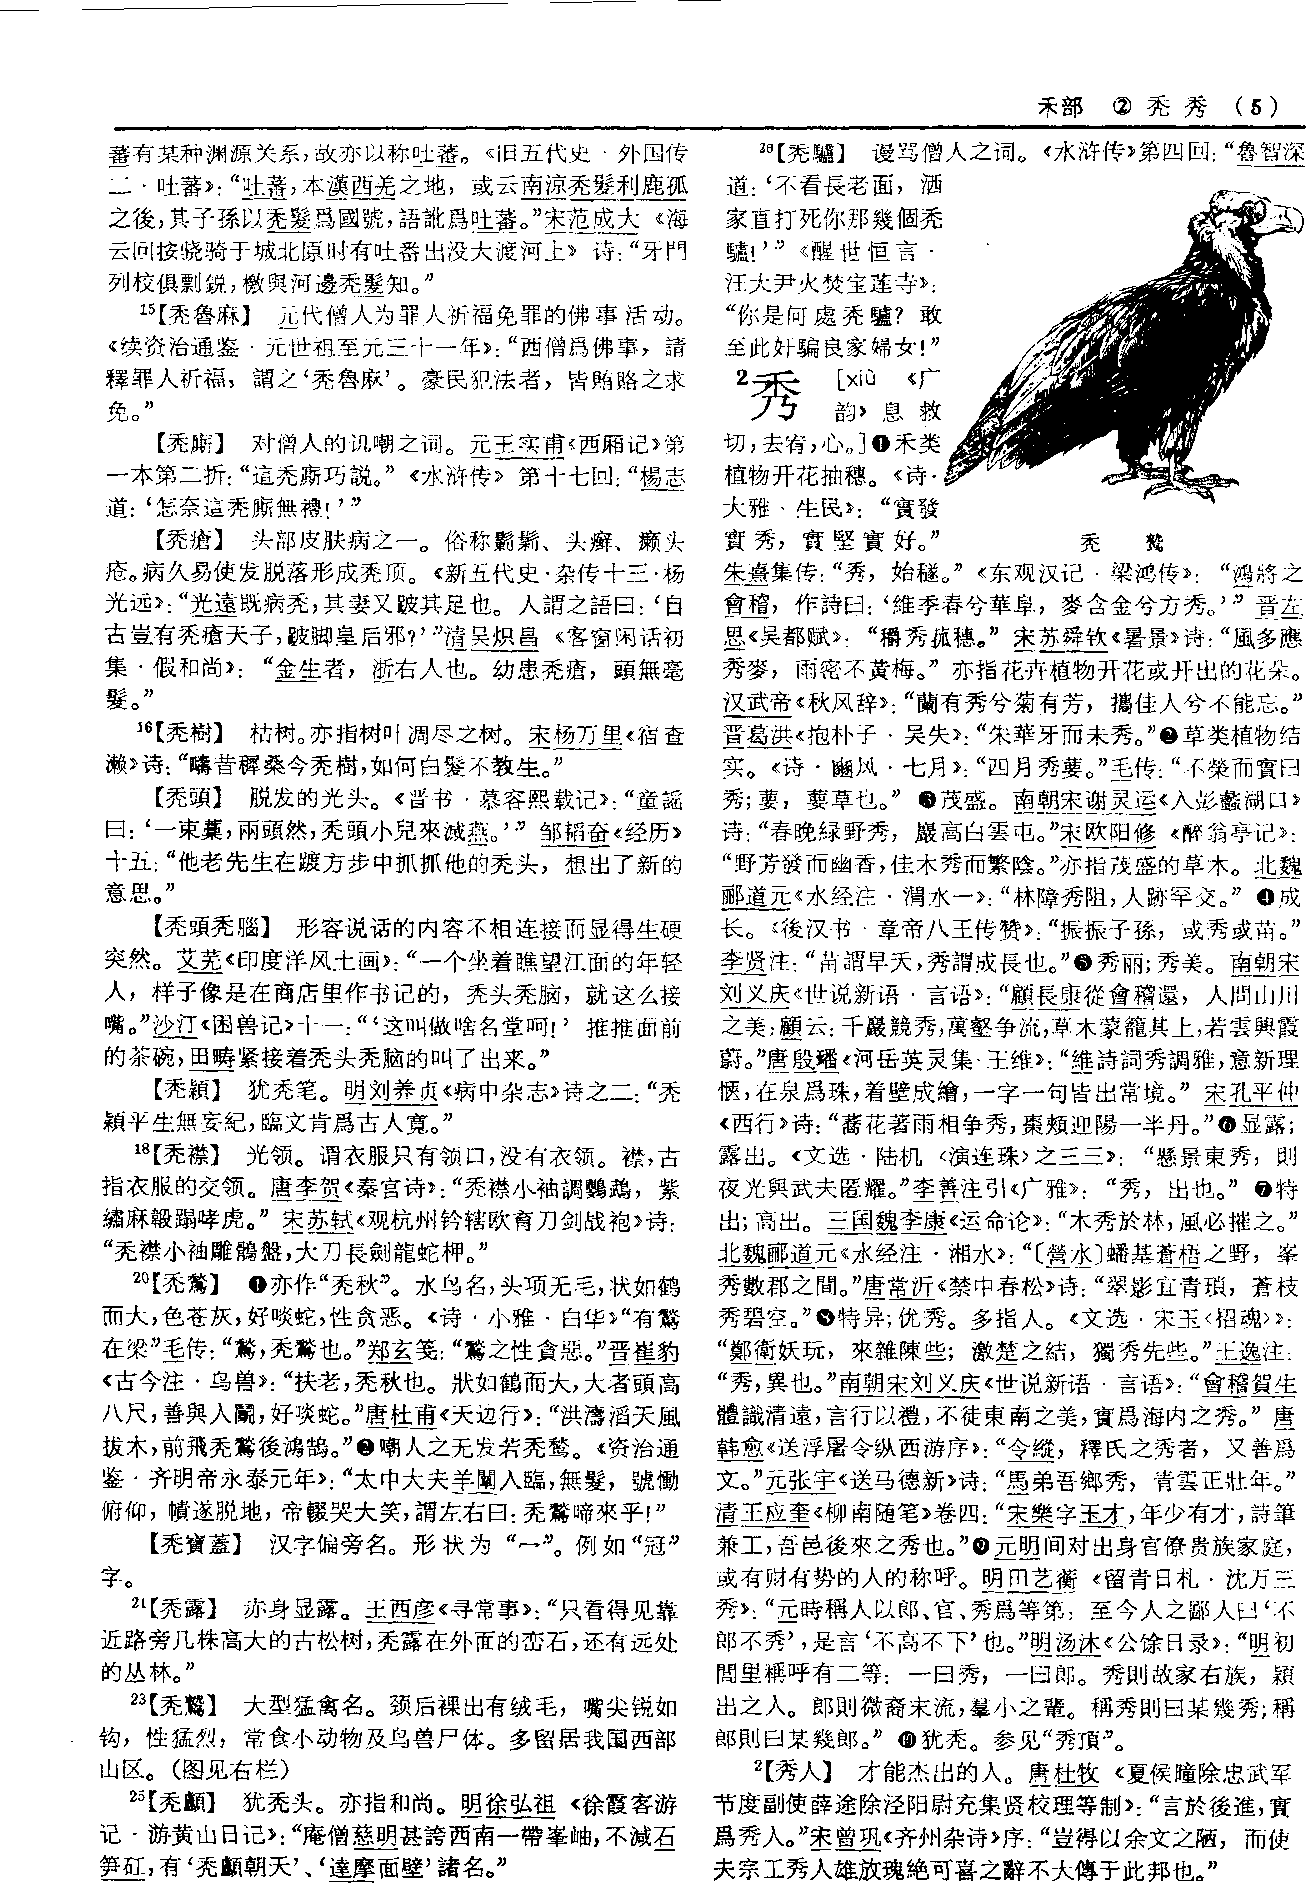 禾部 ② 禿 秀 （5）
蕃有某种渊源关系，故亦以称吐蕃。《旧五代史·外国传
二·吐蕃》：“吐蕃，本漢西羌之地，或云南涼禿髮利鹿孤
之後，其子孫以禿髮爲國號，語訛爲吐蕃。”宋范成大《海
云回按骁骑于城北原时有吐蕃出没大渡河上》诗：“牙門
列校俱剽鋭，檄與河邊禿髮知。”
15【禿魯麻】 元代僧人为罪人祈福免罪的佛事活动。
《续资治通鉴·元世祖至元三十一年》：“西僧爲佛事，請
釋罪人祈福，謂之‘禿魯麻’。豪民犯法者，皆賄賂之求
免。”
【禿廝】 对僧人的讥嘲之词。元王实甫《西厢记》第
一本第二折：“這禿廝巧説。”《水浒传》第十七回：“楊志
道：‘怎奈這禿廝無禮！’”
【禿瘡】 头部皮肤病之一。俗称鬎鬁、头癣、癞头
疮。病久易使发脱落形成秃顶。《新五代史·杂传十三·杨
光远》：“光遠既病禿，其妻又跛其足也。人謂之語曰：‘自
古豈有禿瘡天子，跛脚皇后邪？’”清吴炽昌《客窗闲话初
集·假和尚》：“金生者，浙右人也。幼患禿瘡，頭無毫
髮。”
16【禿樹】 枯树。亦指树叶凋尽之树。宋杨万里《宿查
濑》诗：“疇昔穉桑今禿樹，如何白髮不教生。”
【禿頭】 脱发的光头。《晋书·慕容熙载记》：“童謡
曰：‘一束藁，兩頭然，禿頭小兒來滅燕。’”邹韬奋《经历》
十五：“他老先生在踱方步中抓抓他的秃头，想出了新的
意思。”
【禿頭禿腦】 形容说话的内容不相连接而显得生硬
突然。艾芜《印度洋风土画》：“一个坐着瞧望江面的年轻
人，样子像是在商店里作书记的，秃头秃脑，就这么接
嘴。”沙汀《困兽记》十一：“‘这叫做啥名堂呵！’推推面前
的茶碗，田畴紧接着秃头秃脑的叫了出来。”
【禿穎】 犹秃笔。明刘养贞《病中杂志》诗之二：“禿
穎平生無妄紀，臨文肯爲古人寬。”
18【禿襟】 光领。谓衣服只有领口，没有衣领。襟，古
指衣服的交领。唐李贺《秦宫诗》：“禿襟小袖調鸚鵡，紫
繡麻䪗蹋哮虎。”宋苏轼《观杭州钤辖欧育刀剑战袍》诗：
“禿襟小袖雕鶻盤，大刀長劍龍蛇柙。”
20【禿鶖】 ❶亦作“禿秋”。水鸟名，头项无毛，状如鹤
而大，色苍灰，好啖蛇，性贪恶。《诗·小雅·白华》“有鶖
在梁”毛传：“鶖，禿鶖也。”郑玄笺：“鶖之性貪惡。”晋崔豹
《古今注·鸟兽》：“扶老，禿秋也。狀如鶴而大，大者頭高
八尺，善與人鬭，好啖蛇。”唐杜甫《天边行》：“洪濤滔天風
拔木，前飛禿鶖後鴻鵠。”❷嘲人之无发若秃鹙。《资治通
鉴·齐明帝永泰元年》：“太中大夫羊闡入臨，無髮，號慟
俯仰，幘遂脱地，帝輟哭大笑，謂左右曰：禿鶖啼來乎！”
【禿寶蓋】 汉字偏旁名。形状为“冖”。例如“冠”
字。
21【禿露】 赤身显露。王西彦《寻常事》：“只看得见靠
近路旁几株高大的古松树，秃露在外面的峦石，还有远处
的丛林。”
23【禿鷲】 大型猛禽名。颈后裸出有绒毛，嘴尖锐如
钩，性猛烈，常食小动物及鸟兽尸体。多留居我国西部
山区。（图见右栏）
25【禿顱】 犹秃头。亦指和尚。明徐弘祖《徐霞客游
记·游黄山日记》：“庵僧慈明甚誇西南一帶峯岫，不減石
笋矼，有‘禿顱朝天’、‘達摩面壁’諸名。”
26【禿驢】 谩骂僧人之词。《水浒传》第四回：“魯智深
道：‘不看長老面，洒
家直打死你那幾個禿
驢！’”《醒世恒言·
汪大尹火焚宝莲寺》：
“你是何處禿驢？敢
至此奸騙良家婦女！”
2秀 ［xiù 《广
韵》息救
切，去宥，心。］❶禾类
植物开花抽穗。《诗·
大雅·生民》：“實發
實秀，實堅實好。”
秃 鹫
朱熹集传：“秀，始穟。”《东观汉记·梁鸿传》：“鴻將之
會稽，作詩曰：‘維季春兮華阜，麥含金兮方秀。’”晋左
思《吴都赋》：“穱秀菰穗。”宋苏舜钦《暑景》诗：“風多應
秀麥，雨密不黄梅。”亦指花卉植物开花或开出的花朵。
汉武帝《秋风辞》：“蘭有秀兮菊有芳，攜佳人兮不能忘。”
晋葛洪《抱朴子·吴失》：“朱華牙而未秀。”❷草类植物结
实。《诗·豳风·七月》：“四月秀葽。”毛传：“不榮而實曰
秀；葽，葽草也。”❸茂盛。南朝宋谢灵运《入彭蠡湖口》
诗：“春晚緑野秀，巖高白雲屯。”宋欧阳修《醉翁亭记》：
“野芳發而幽香，佳木秀而繁陰。”亦指茂盛的草木。北魏
郦道元《水经注·渭水一》：“林障秀阻，人跡罕交。”❹成
长。《後汉书·章帝八王传赞》：“振振子孫，或秀或苗。”
李贤注：“苗謂早夭，秀謂成長也。”❺秀丽；秀美。南朝宋
刘义庆《世说新语·言语》：“顧長康從會稽還，人問山川
之美，顧云：千巖競秀，萬壑争流，草木蒙籠其上，若雲興霞
蔚。”唐殷璠《河岳英灵集·王维》：“維詩詞秀調雅，意新理
愜，在泉爲珠，着壁成繪，一字一句皆出常境。”宋孔平仲
《西行》诗：“蕎花著雨相争秀，棗頰迎陽一半丹。”❻显露；
露出。《文选·陆机〈演连珠〉之三三》：“懸景東秀，則
夜光與武夫匿耀。”李善注引《广雅》：“秀，出也。”❼特
出；高出。三国魏李康《运命论》：“木秀於林，風必摧之。”
北魏郦道元《水经注·湘水》：“〔營水〕蟠基蒼梧之野，峯
秀數郡之間。”唐常沂《禁中春松》诗：“翠影宜青瑣，蒼枝
秀碧空。”❽特异；优秀。多指人。《文选·宋玉〈招魂〉》：
“鄭衛妖玩，來雜陳些；激楚之結，獨秀先些。”王逸注：
“秀，異也。”南朝宋刘义庆《世说新语·言语》：“會稽賀生
體識清遠，言行以禮，不徒東南之美，實爲海内之秀。”唐
韩愈《送浮屠令纵西游序》：“令縱，釋氏之秀者，又善爲
文。”元张宇《送马德新》诗：“馬弟吾鄉秀，青雲正壯年。”
清王应奎《柳南随笔》卷四：“宋樂字玉才，年少有才，詩筆
兼工，吾邑後來之秀也。”❾元明间对出身官僚贵族家庭，
或有财有势的人的称呼。明田艺蘅《留青日札·沈万三
秀》：“元時稱人以郎、官、秀爲等第，至今人之鄙人曰‘不
郎不秀’，是言‘不高不下’也。”明汤沐《公馀日录》：“明初
閭里稱呼有二等：一曰秀，一曰郎。秀則故家右族，穎
出之人。郎則微裔末流，羣小之輩。稱秀則曰某幾秀；稱
郎則曰某幾郎。”❿犹秃。参见“秀頂”。
2【秀人】 才能杰出的人。唐杜牧《夏侯瞳除忠武军
节度副使薛途除泾阳尉充集贤校理等制》：“言於後進，實
爲秀人。”宋曾巩《齐州杂诗》序：“豈得以余文之陋，而使
夫宗工秀人雄放瑰絶可喜之辭不大傳于此邦也。”